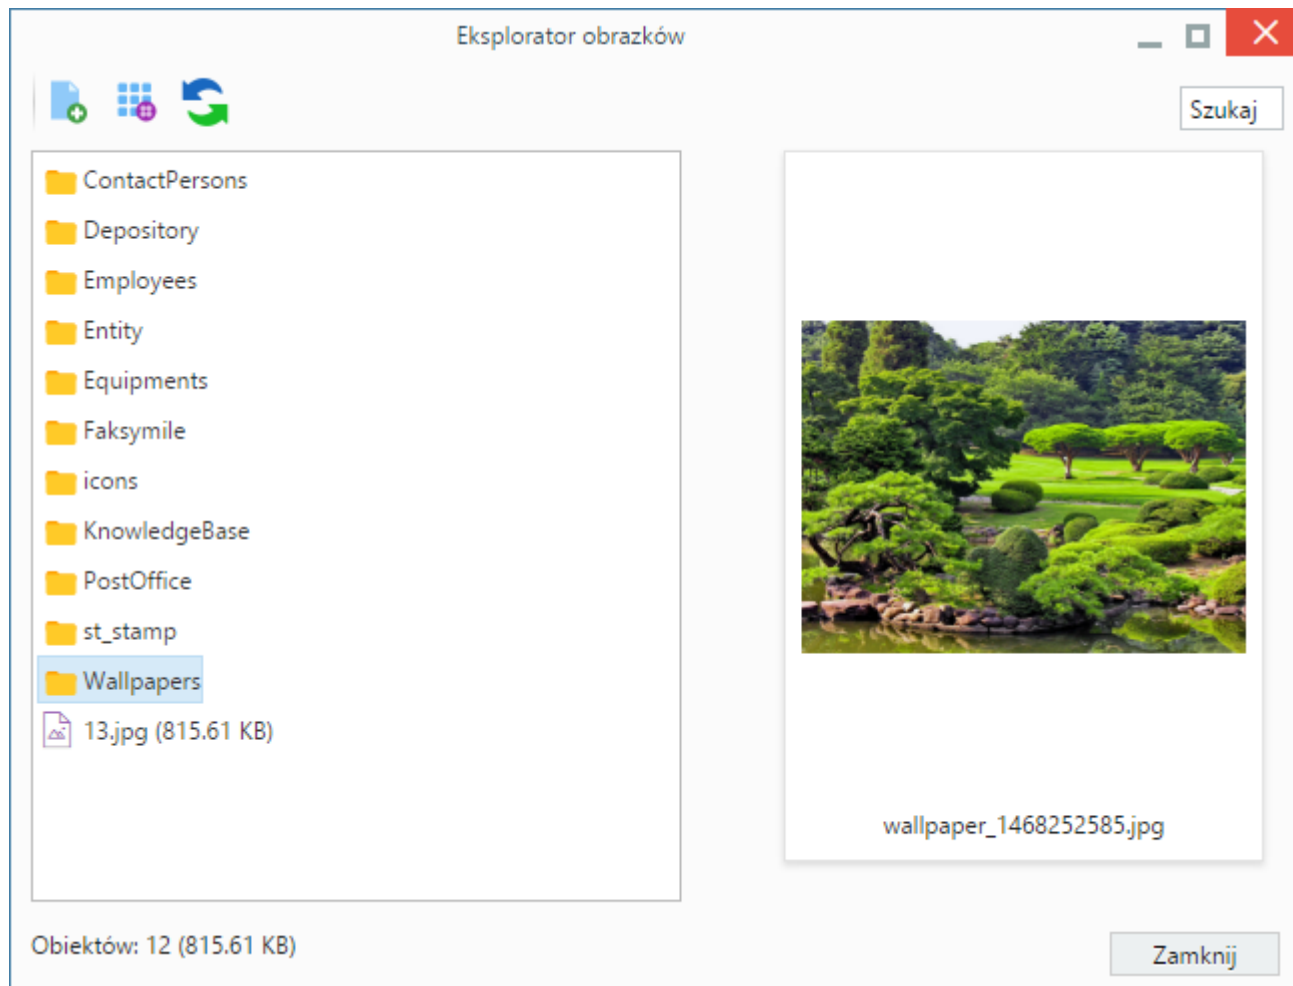 Eksplorator obrazków
Szukaj
ContactPersons
Depository
Employees
Entity
Equipments
Faksymile
icons
KnowledgeBase
PostOffice
st_stamp
Wallpapers
13.jpg (815.61 KB)
wallpaper_1468252585.jpg
Obiektów: 12 (815.61 KB)
Zamknij